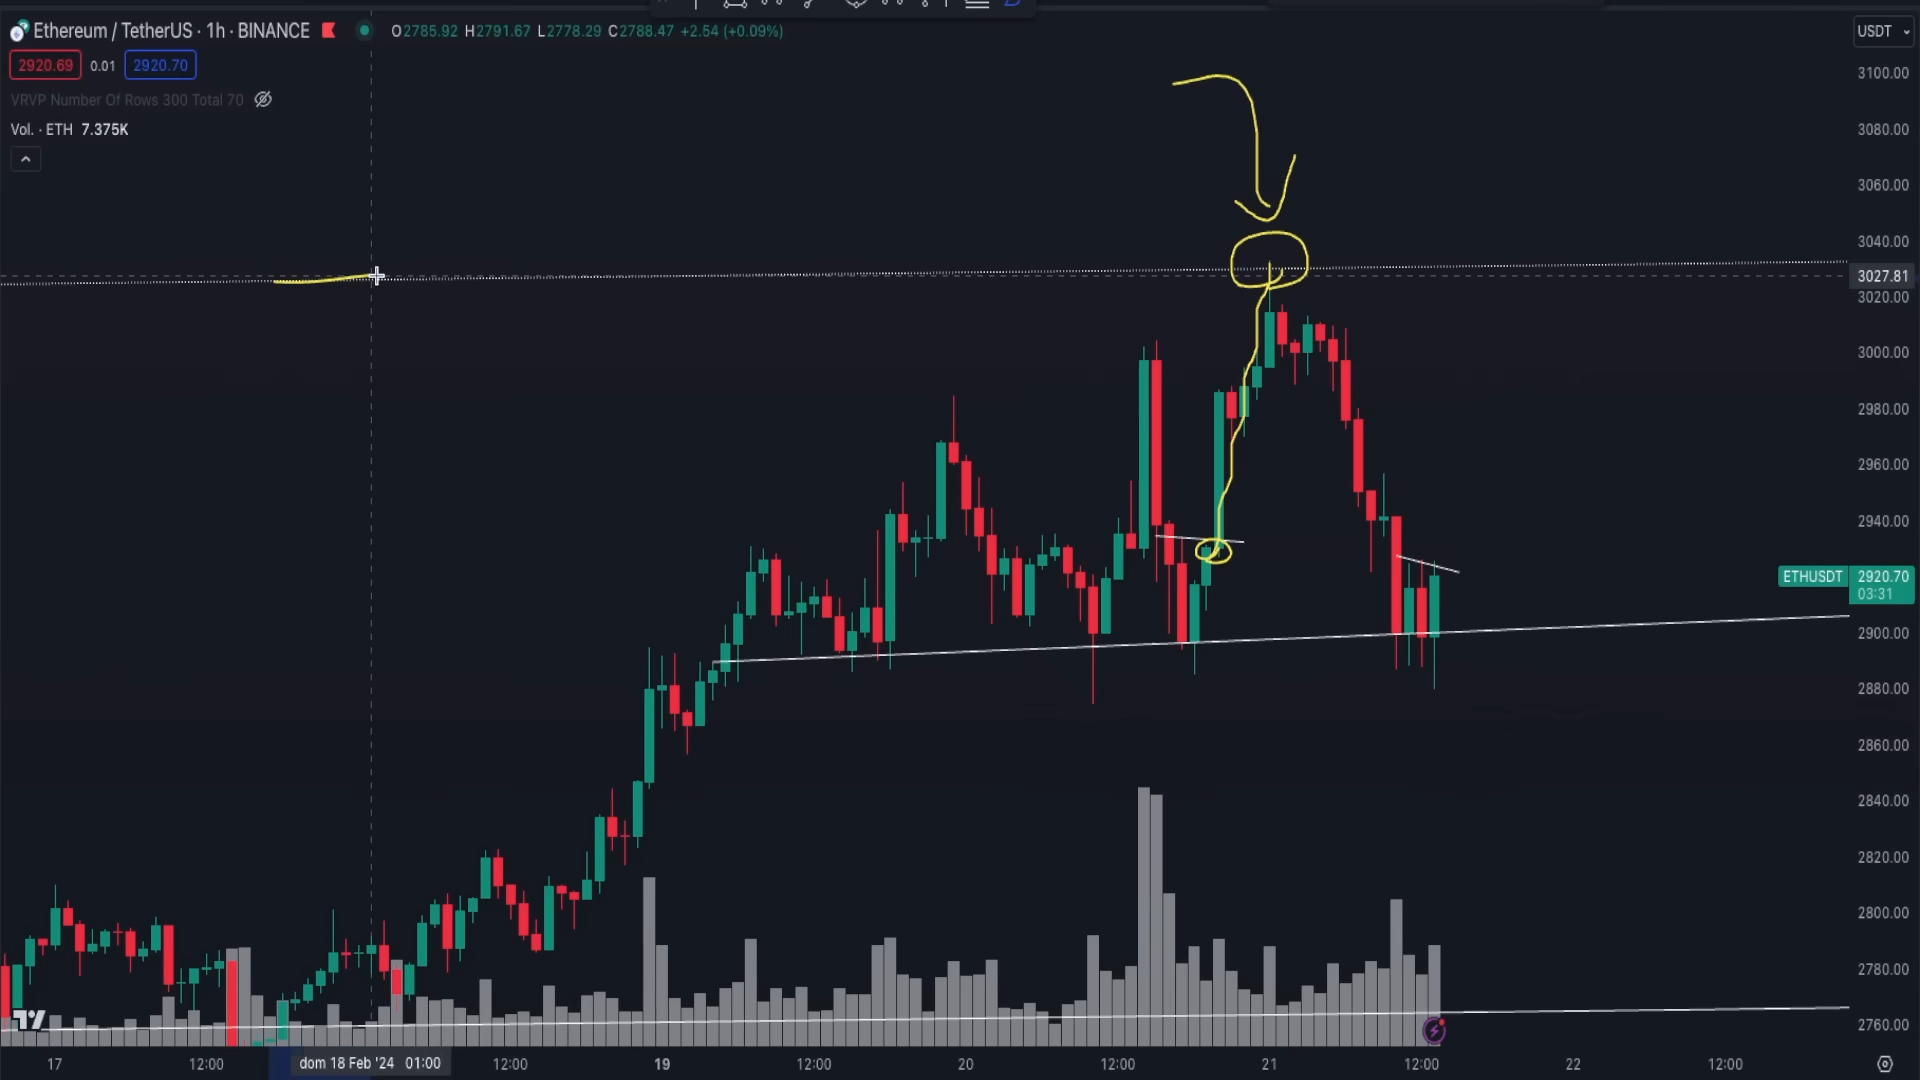 Ethereum / TetherUS · 1h · BINANCE O2785.92 H2791.67 L2778.29 C2788.47 +2.54 (+0.09%)
USDT
2920.69 0.01 2920.70
VRVP Number Of Rows 300 Total 70
Vol. · ETH 7.375K
3100.00
3080.00
3060.00
3040.00
3027.81
3020.00
3000.00
2980.00
2960.00
2940.00
ETHUSDT 2920.70
03:31
2900.00
2880.00
2860.00
2840.00
2820.00
2800.00
2780.00
2760.00
17 12:00 dom 18 Feb '24 01:00 12:00 19 12:00 20 12:00 21 12:00 22 12:00